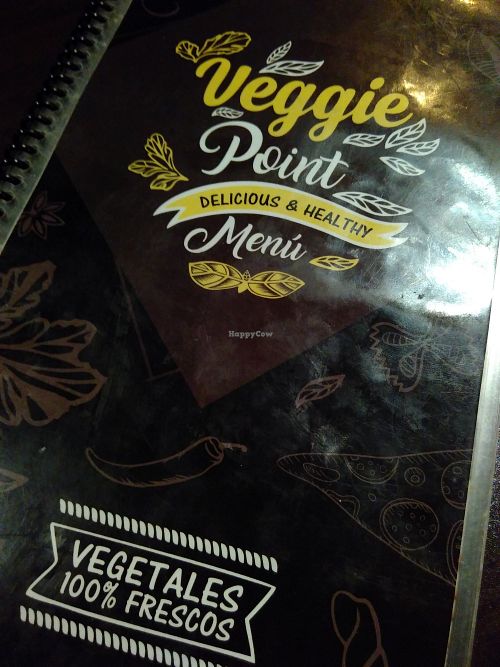 Veggie
Point
DELICIOUS & HEALTHY
Menú
HappyCow
VEGETALES
100% FRESCOS